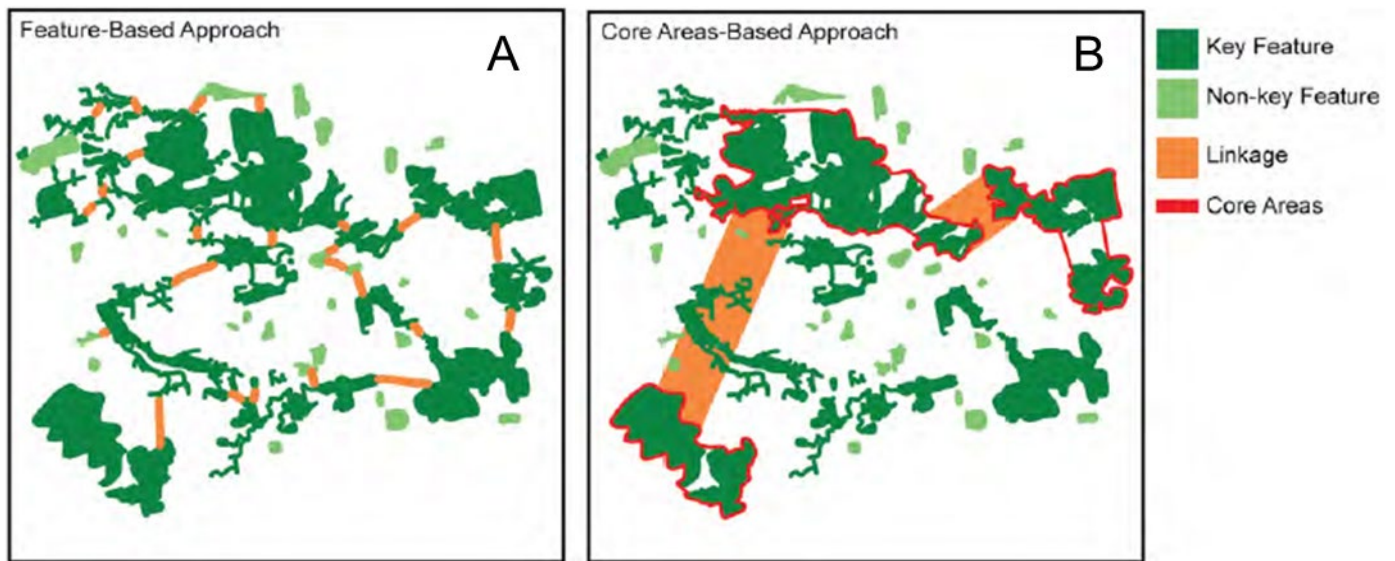 Feature-Based Approach
A
Core Areas-Based Approach
B
Key Feature
Non-key Feature
Linkage
Core Areas